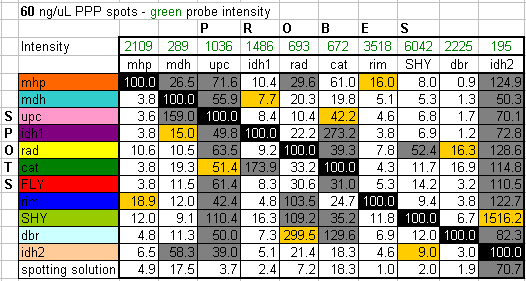 60 ng/uL PPP spots - green probe intensity
P R O B E S
Intensity 2109 289 1036 1486 693 672 3518 6042 2225 195
mhp mdh upc idh1 rad cat rim SHY dbr idh2
mhp 100.0 26.5 71.6 10.4 29.6 61.0 16.0 8.0 0.9 124.9
mdh 3.8 100.0 55.9 7.7 20.3 19.8 5.1 5.3 1.3 50.3
S upc 3.6 159.0 100.0 8.4 10.4 42.2 4.6 6.8 1.2 70.1
P idh1 3.8 15.0 49.8 100.0 22.2 273.2 3.8 6.9 1.2 72.8
O rad 10.6 10.5 63.5 9.2 100.0 39.3 7.8 52.4 16.3 128.6
T cat 3.8 19.3 51.4 173.9 33.2 100.0 4.3 11.7 16.9 114.8
S FLY 3.8 11.5 61.4 8.3 30.6 31.0 5.3 14.2 3.2 110.5
rim 18.9 12.0 42.4 4.8 103.5 24.7 100.0 9.4 3.8 122.7
SHY 12.0 9.1 110.4 16.3 109.2 35.2 11.8 100.0 6.7 1516.2
dbr 4.8 11.3 50.0 7.3 299.5 129.6 6.9 12.0 100.0 82.3
idh2 6.5 58.3 39.0 5.1 21.4 18.3 4.6 9.0 3.0 100.0
spotting solution 4.9 17.5 3.7 2.4 7.2 18.3 1.0 2.0 1.9 70.7